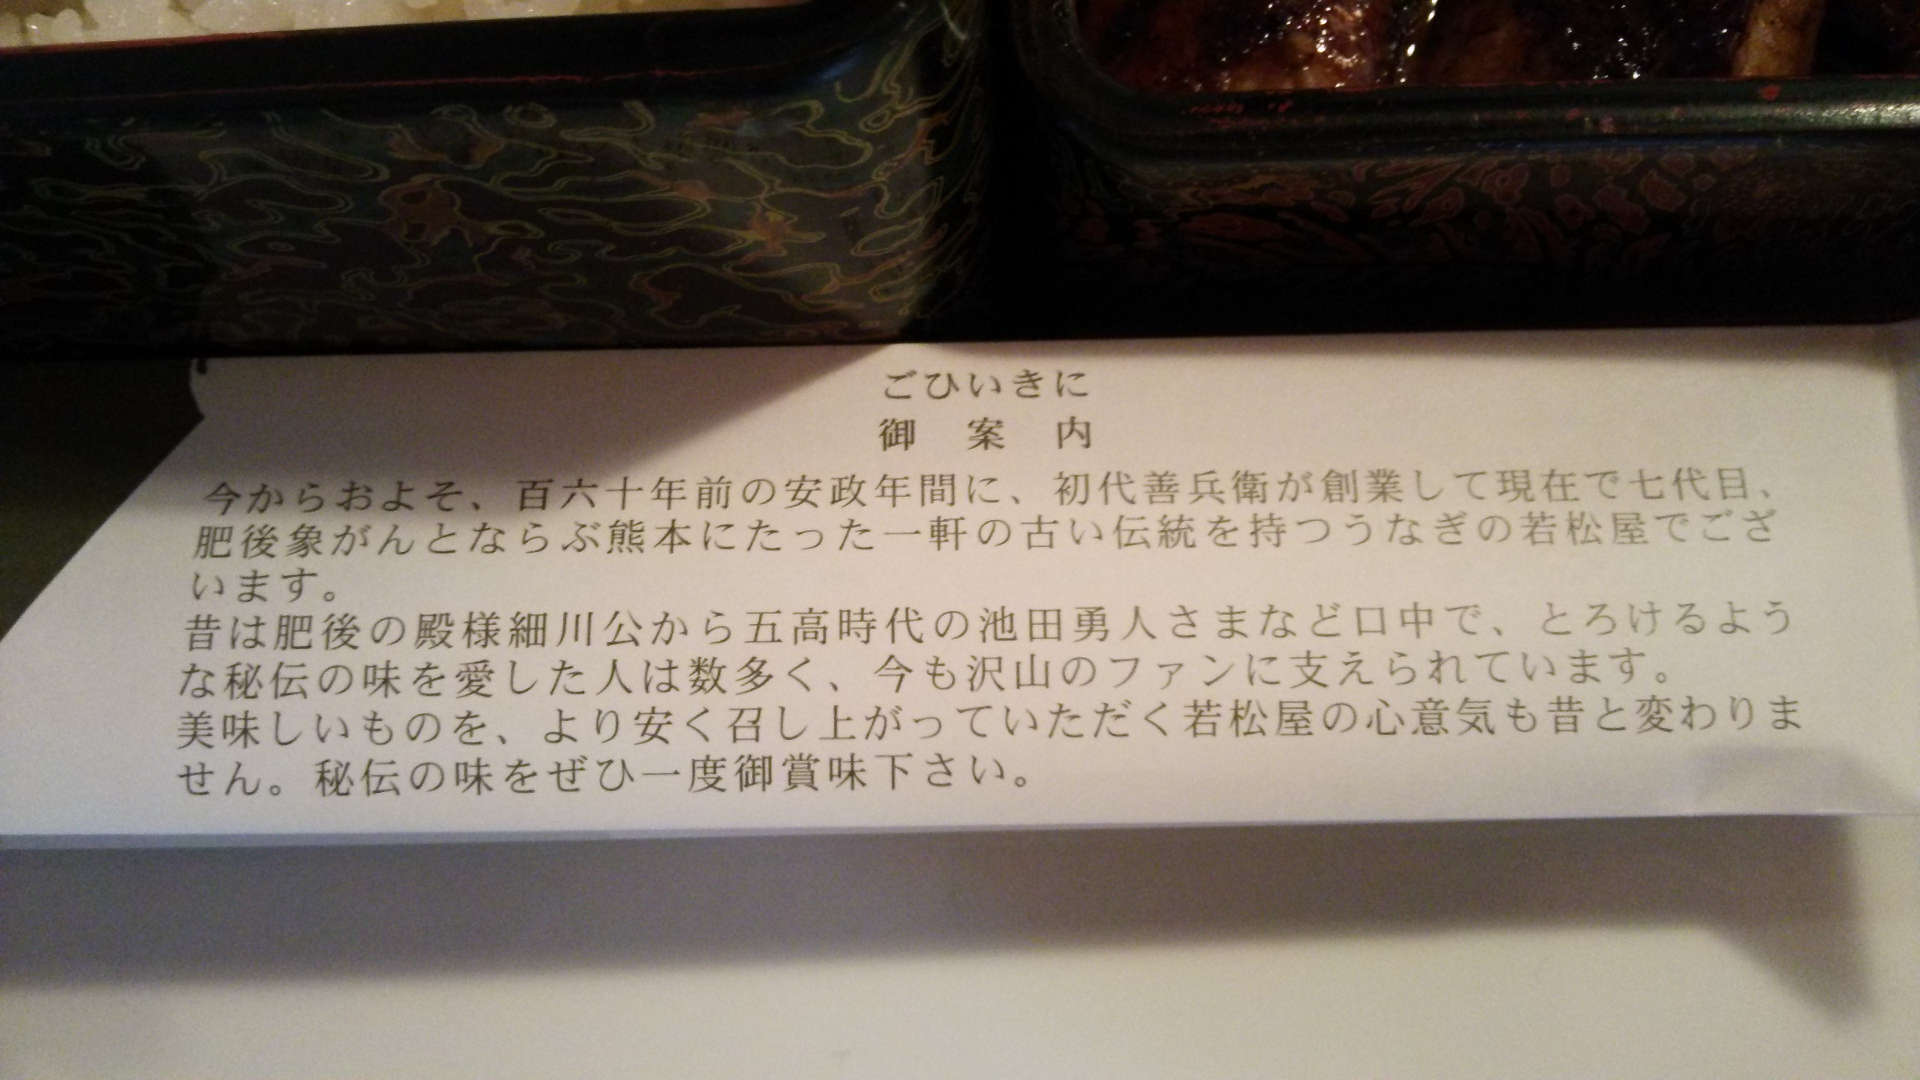 ごひいきに
御　案　内
今からおよそ、百六十年前の安政年間に、初代善兵衛が創業して現在で七代目、
肥後象がんとならぶ熊本にたった一軒の古い伝統を持つうなぎの若松屋でござ
います。
昔は肥後の殿様細川公から五高時代の池田勇人さまなど口中で、とろけるよう
な秘伝の味を愛した人は数多く、今も沢山のファンに支えられています。
美味しいものを、より安く召し上がっていただく若松屋の心意気も昔と変わりま
せん。秘伝の味をぜひ一度御賞味下さい。